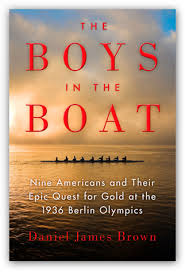 THE
BOYS
IN THE
BOAT
Nine Americans and Their
Epic Quest for Gold at the
1936 Berlin Olympics
Daniel James Brown